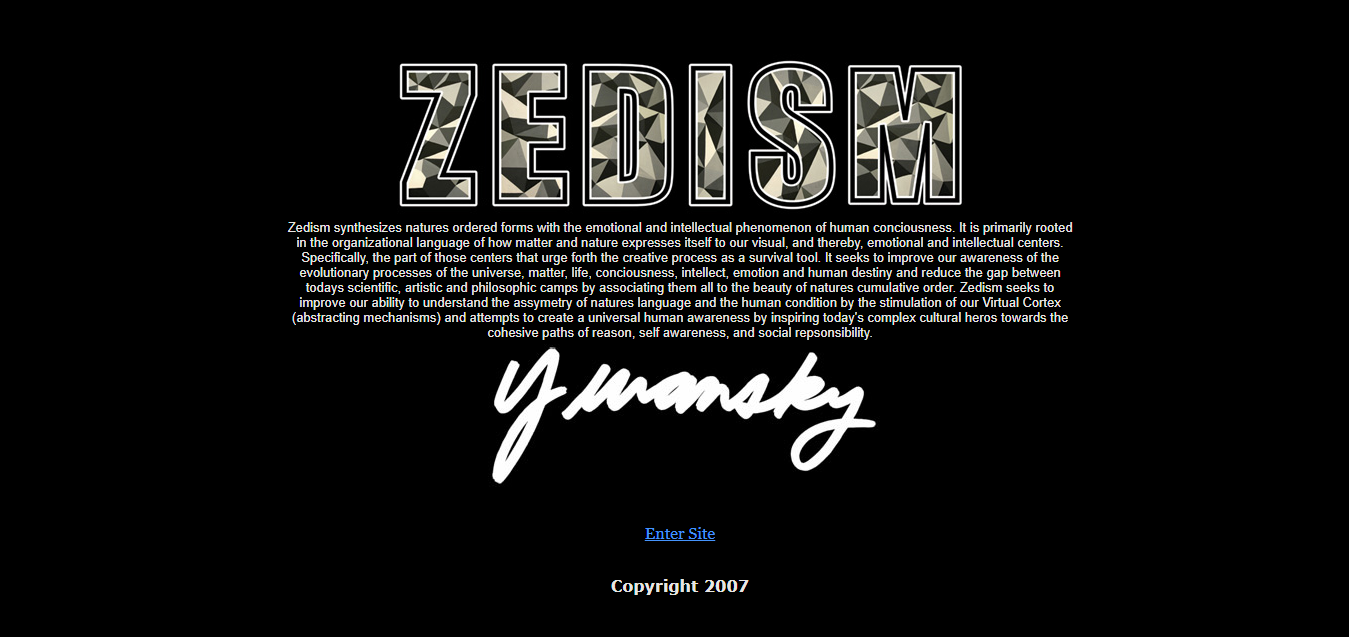 ZEDISM
Zedism synthesizes natures ordered forms with the emotional and intellectual phenomenon of human conciousness. It is primarily rooted
in the organizational language of how matter and nature expresses itself to our visual, and thereby, emotional and intellectual centers.
Specifically, the part of those centers that urge forth the creative process as a survival tool. It seeks to improve our awareness of the
evolutionary processes of the universe, matter, life, conciousness, intellect, emotion and human destiny and reduce the gap between
todays scientific, artistic and philosophic camps by associating them all to the beauty of natures cumulative order. Zedism seeks to
improve our ability to understand the assymetry of natures language and the human condition by the stimulation of our Virtual Cortex
(abstracting mechanisms) and attempts to create a universal human awareness by inspiring today's complex cultural heros towards the
cohesive paths of reason, self awareness, and social repsonsibility.
Enter Site
Copyright 2007